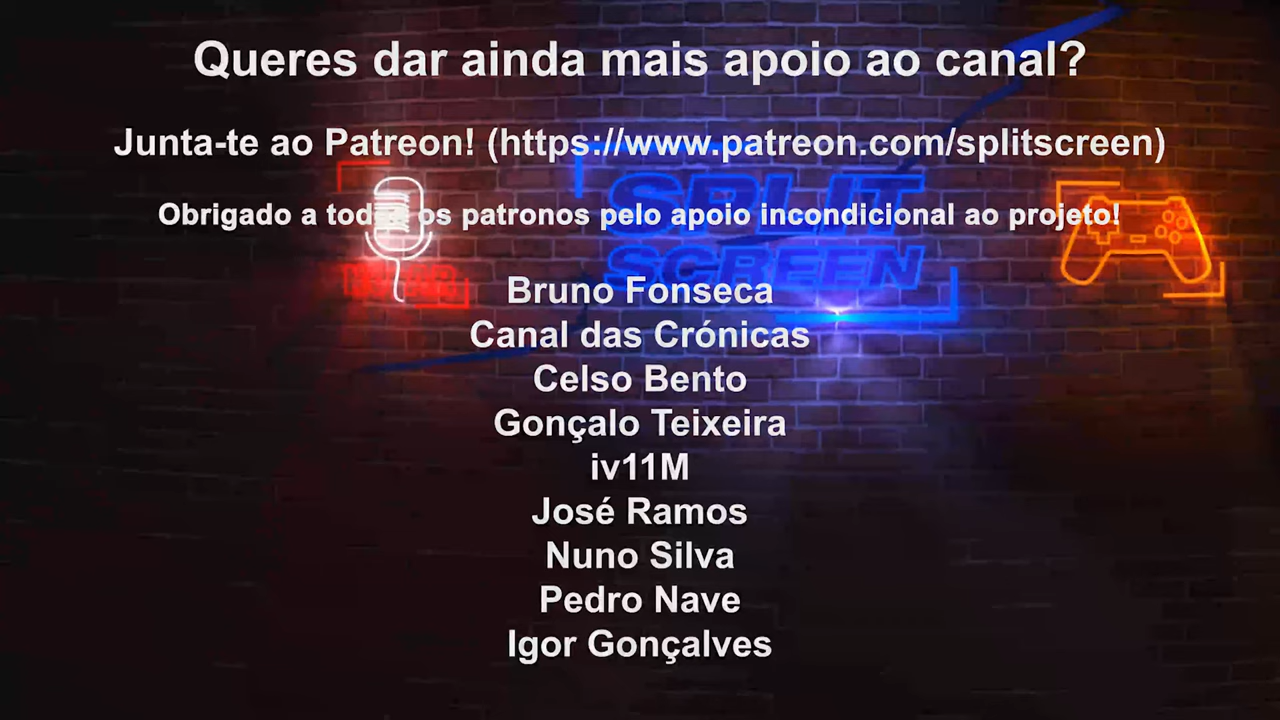 Queres dar ainda mais apoio ao canal?
Junta-te ao Patreon! (https://www.patreon.com/splitscreen)
Obrigado a todos os patronos pelo apoio incondicional ao projeto!
SPLIT
SCREEN
Bruno Fonseca
Canal das Crónicas
Celso Bento
Gonçalo Teixeira
iv11M
José Ramos
Nuno Silva
Pedro Nave
Igor Gonçalves